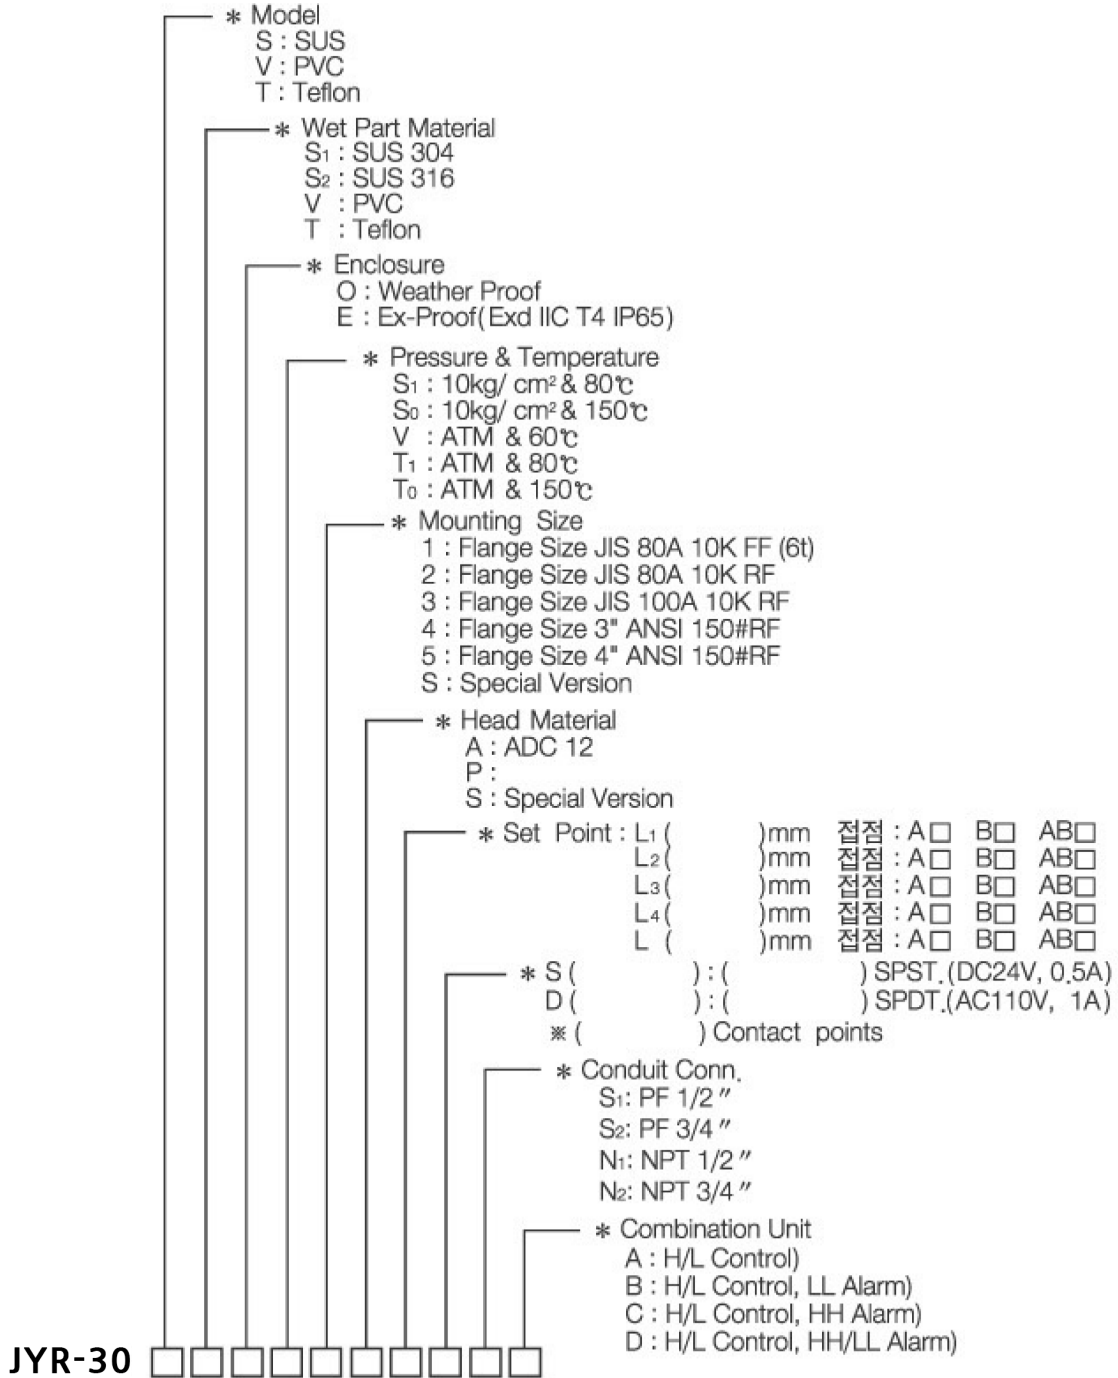 * Model
S : SUS
V : PVC
T : Teflon
* Wet Part Material
S1 : SUS 304
S2 : SUS 316
V : PVC
T : Teflon
* Enclosure
O : Weather Proof
E : Ex-Proof(Exd IIC T4 IP65)
* Pressure & Temperature
S1 : 10kg/ cm² & 80℃
S0 : 10kg/ cm² & 150℃
V : ATM & 60℃
T1 : ATM & 80℃
T0 : ATM & 150℃
* Mounting Size
1 : Flange Size JIS 80A 10K FF (6t)
2 : Flange Size JIS 80A 10K RF
3 : Flange Size JIS 100A 10K RF
4 : Flange Size 3" ANSI 150#RF
5 : Flange Size 4" ANSI 150#RF
S : Special Version
* Head Material
A : ADC 12
P :
S : Special Version
* Set Point : L1 ( )mm 접점 : A□ B□ AB□
L2 ( )mm 접점 : A□ B□ AB□
L3 ( )mm 접점 : A□ B□ AB□
L4 ( )mm 접점 : A□ B□ AB□
L ( )mm 접점 : A□ B□ AB□
* S ( ) : ( ) SPST.(DC24V, 0.5A)
D ( ) : ( ) SPDT.(AC110V, 1A)
※ ( ) Contact points
* Conduit Conn.
S1: PF 1/2 ″
S2: PF 3/4 ″
N1: NPT 1/2 ″
N2: NPT 3/4 ″
* Combination Unit
A : H/L Control)
B : H/L Control, LL Alarm)
C : H/L Control, HH Alarm)
D : H/L Control, HH/LL Alarm)
JYR-30 □□□□□□□□□□